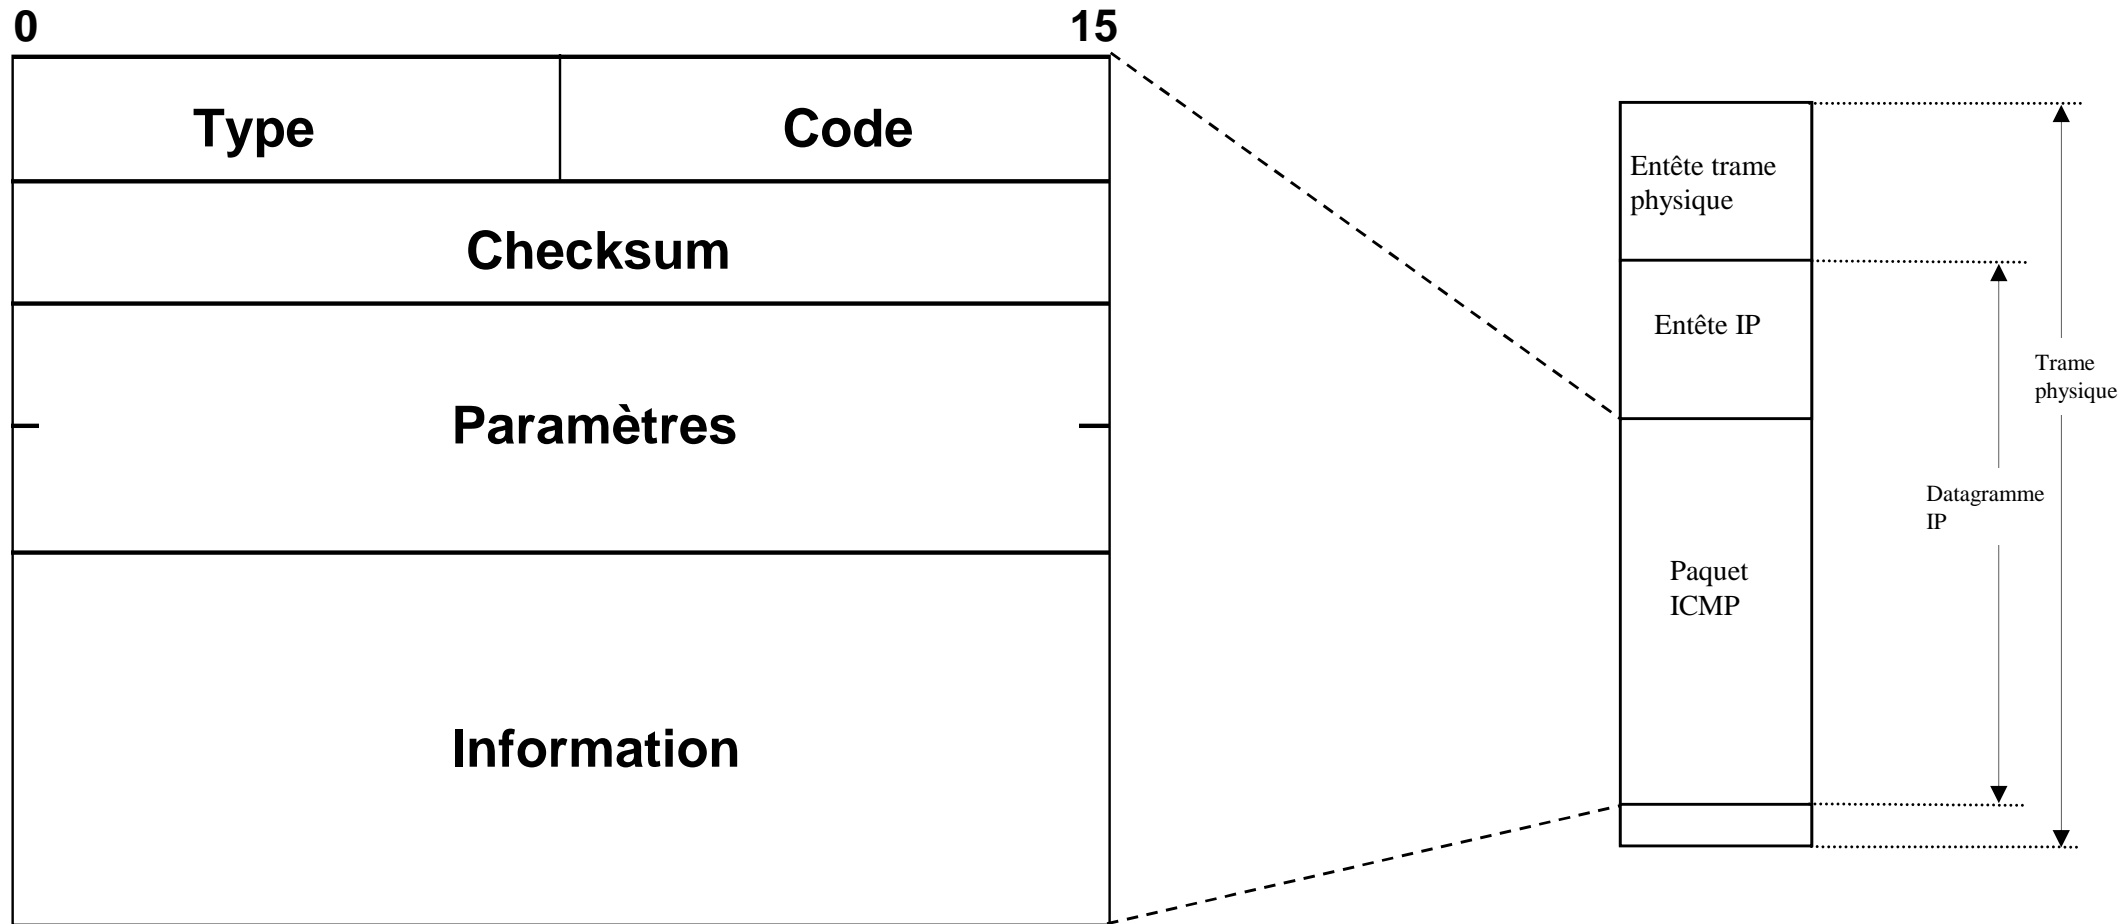 0
15
Type
Code
Checksum
Paramètres
Information
Entête trame
physique
Entête IP
Paquet
ICMP
Datagramme
IP
Trame
physique